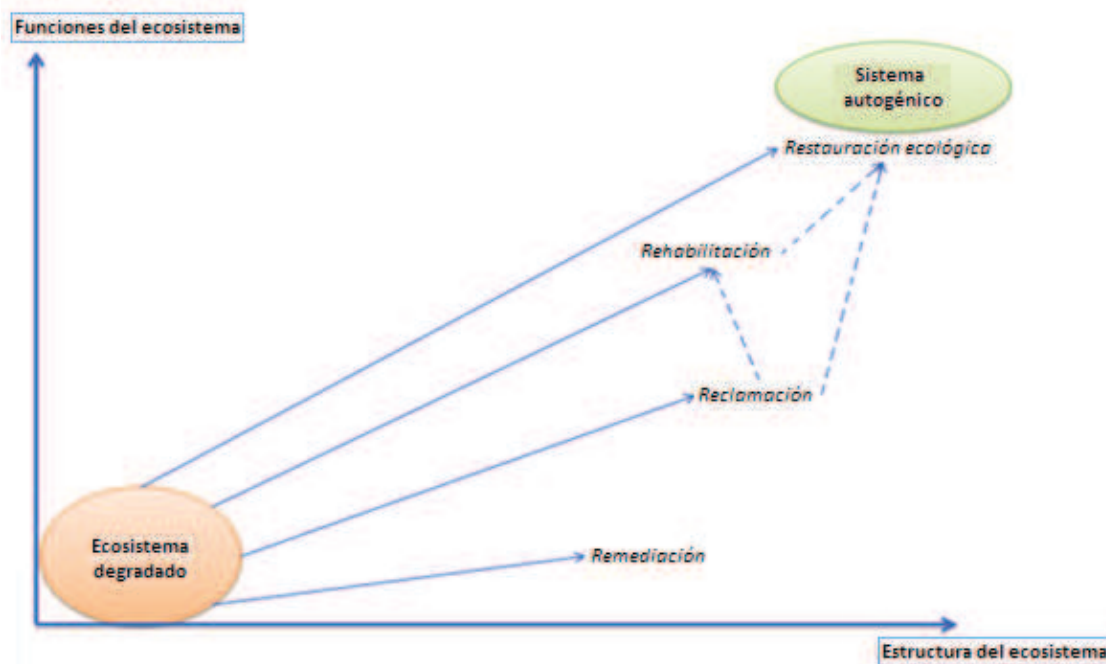 Funciones del ecosistema
Sistema
autogénico
Restauración ecológica
Rehabilitación
Reclamación
Ecosistema
degradado
Remediación
Estructura del ecosistema